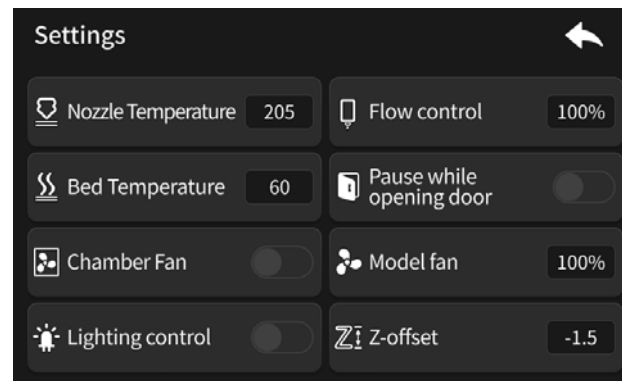 Settings
Nozzle Temperature 205
Flow control 100%
Bed Temperature 60
Pause while
opening door
Chamber Fan
Model fan 100%
Lighting control
Z-offset -1.5